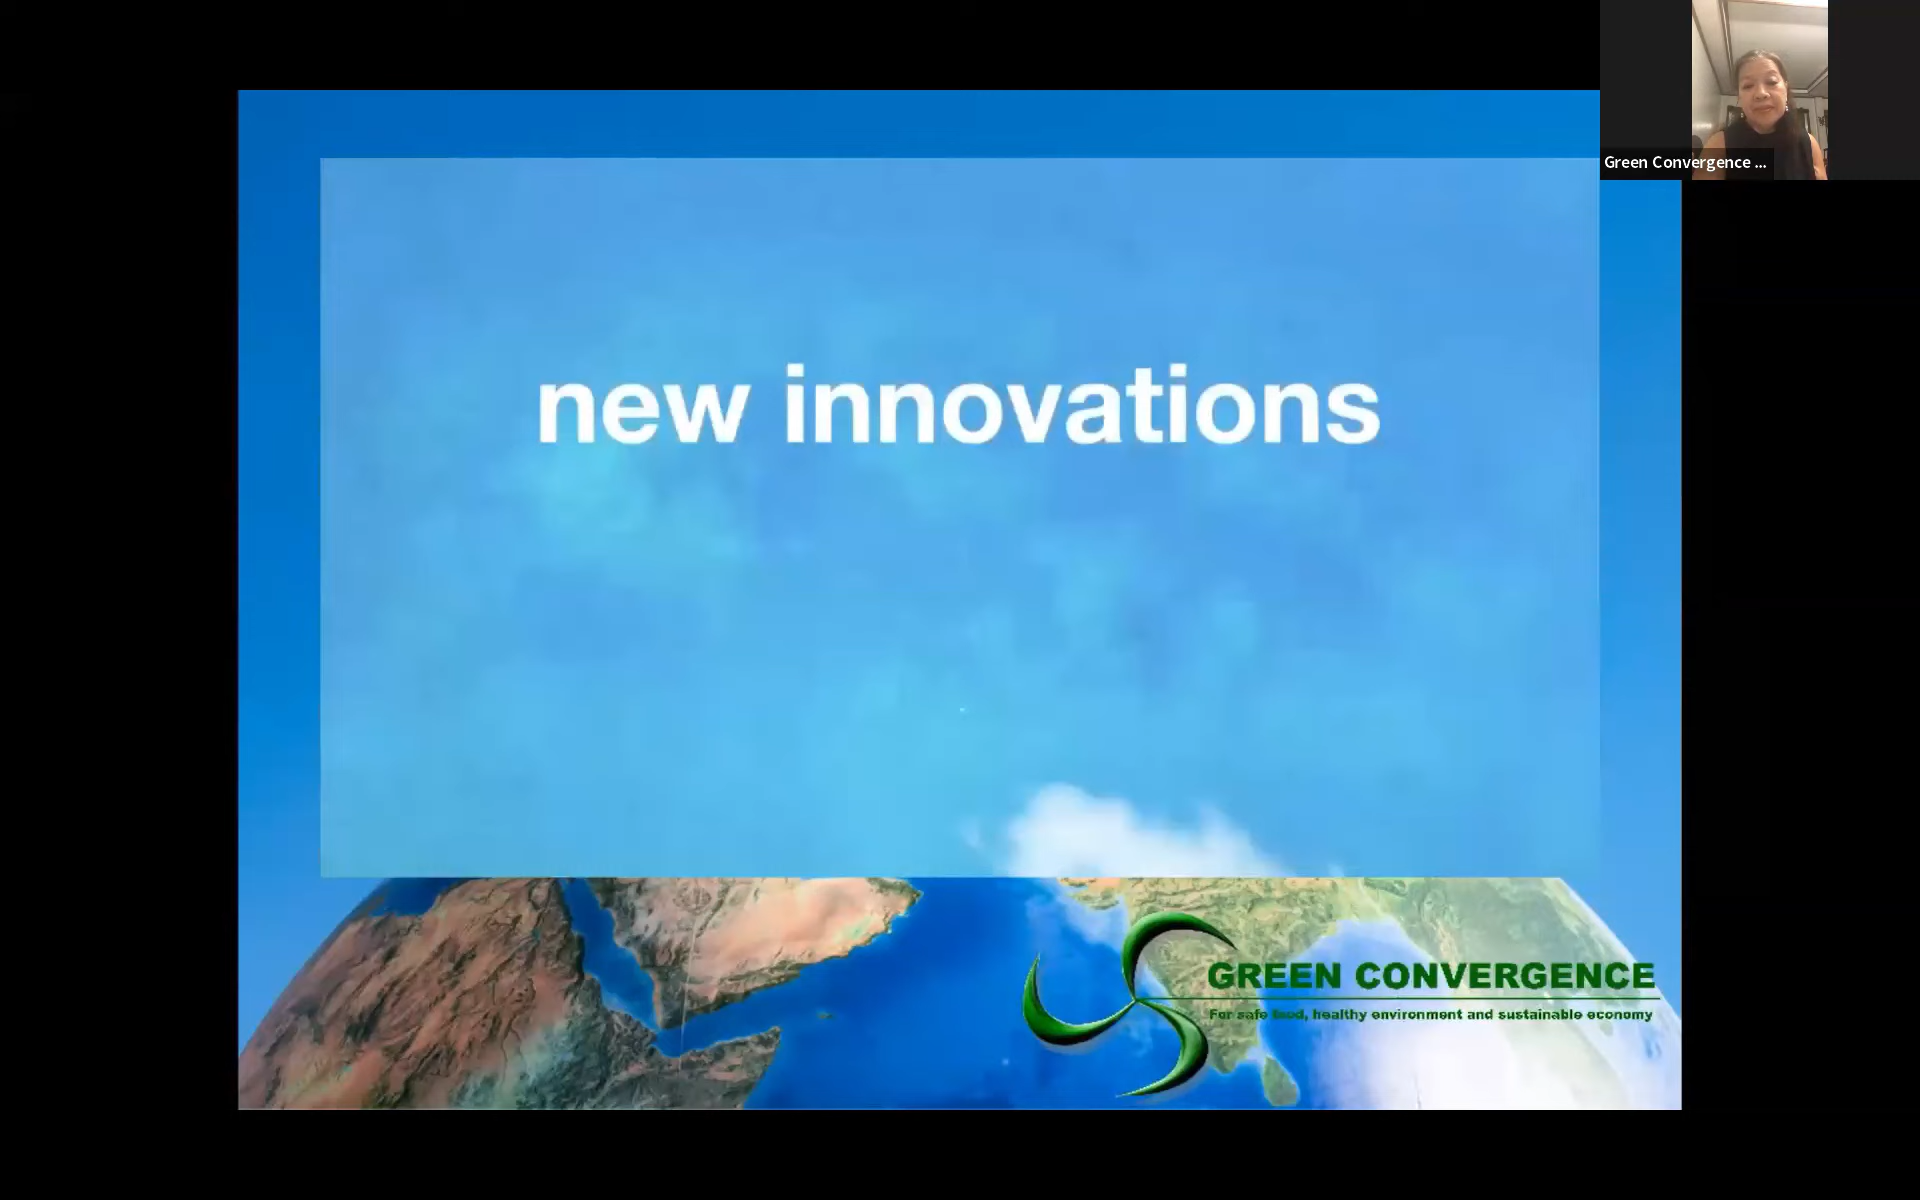 Green Convergence ...
new innovations
GREEN CONVERGENCE
For safe food, healthy environment and sustainable economy